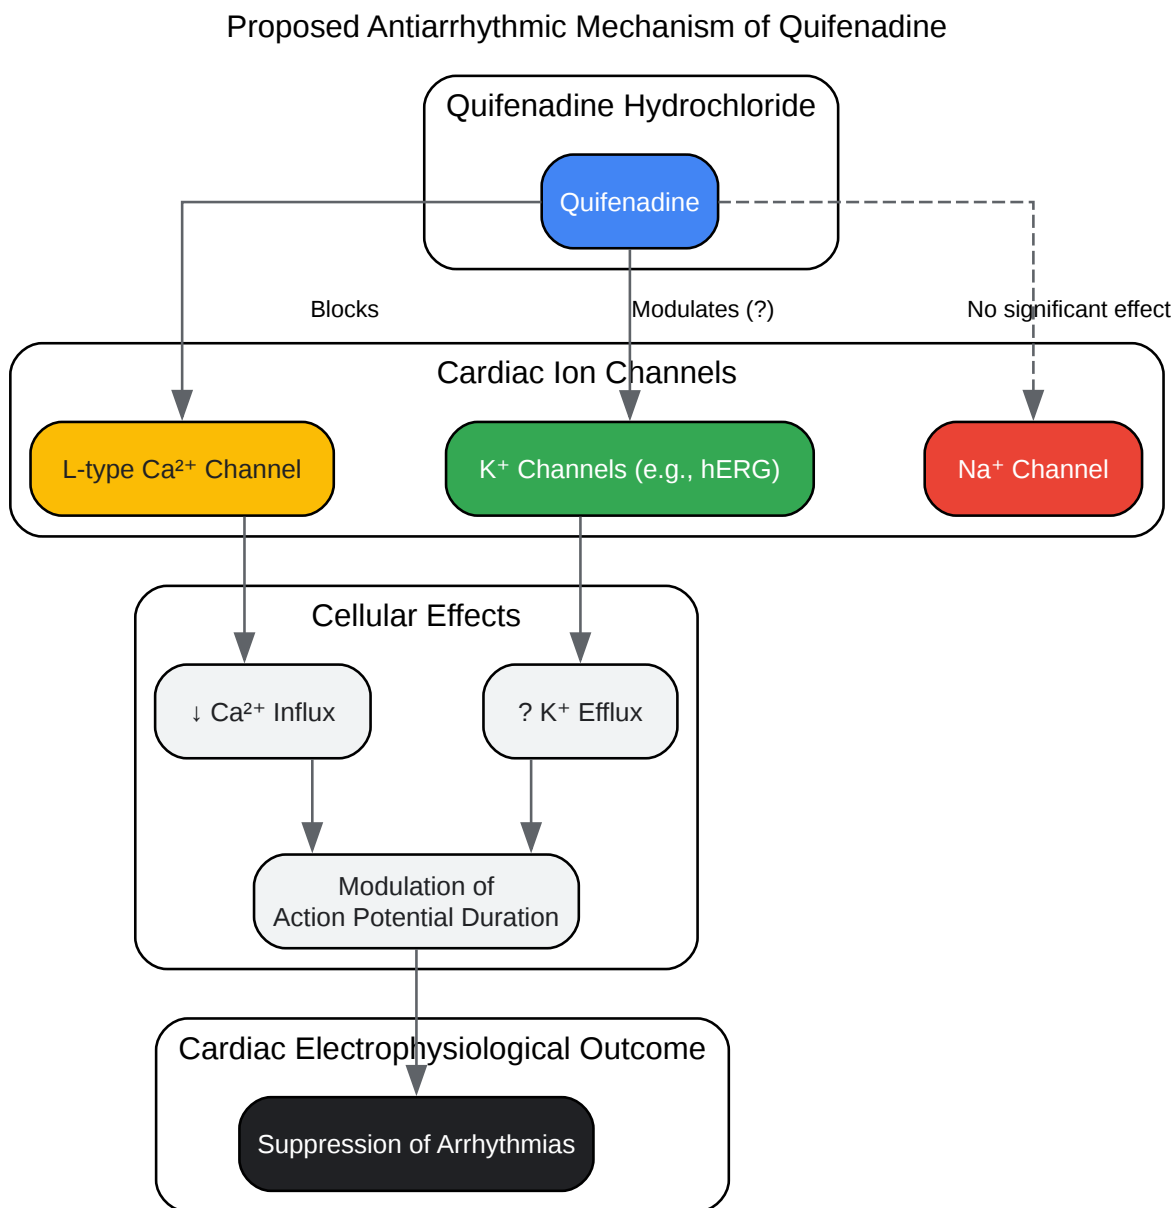 Proposed Antiarrhythmic Mechanism of Quifenadine
Quifenadine Hydrochloride
Quifenadine
Blocks
Modulates (?)
No significant effect
Cardiac Ion Channels
L-type Ca²⁺ Channel
K⁺ Channels (e.g., hERG)
Na⁺ Channel
Cellular Effects
↓ Ca²⁺ Influx
? K⁺ Efflux
Modulation of
Action Potential Duration
Cardiac Electrophysiological Outcome
Suppression of Arrhythmias